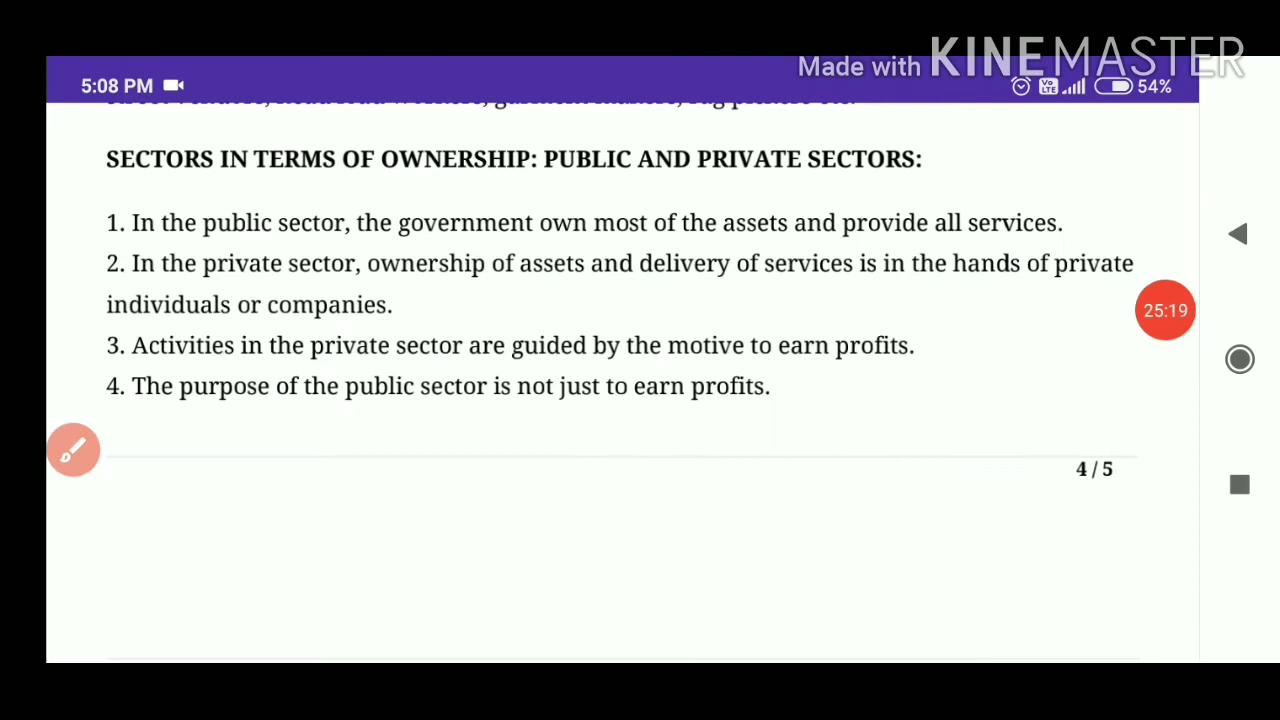 Made with KINEMASTER
5:08 PM
Vo LTE 54%
SECTORS IN TERMS OF OWNERSHIP: PUBLIC AND PRIVATE SECTORS:
1. In the public sector, the government own most of the assets and provide all services.
2. In the private sector, ownership of assets and delivery of services is in the hands of private
25:19
individuals or companies.
3. Activities in the private sector are guided by the motive to earn profits.
4. The purpose of the public sector is not just to earn profits.
4 / 5